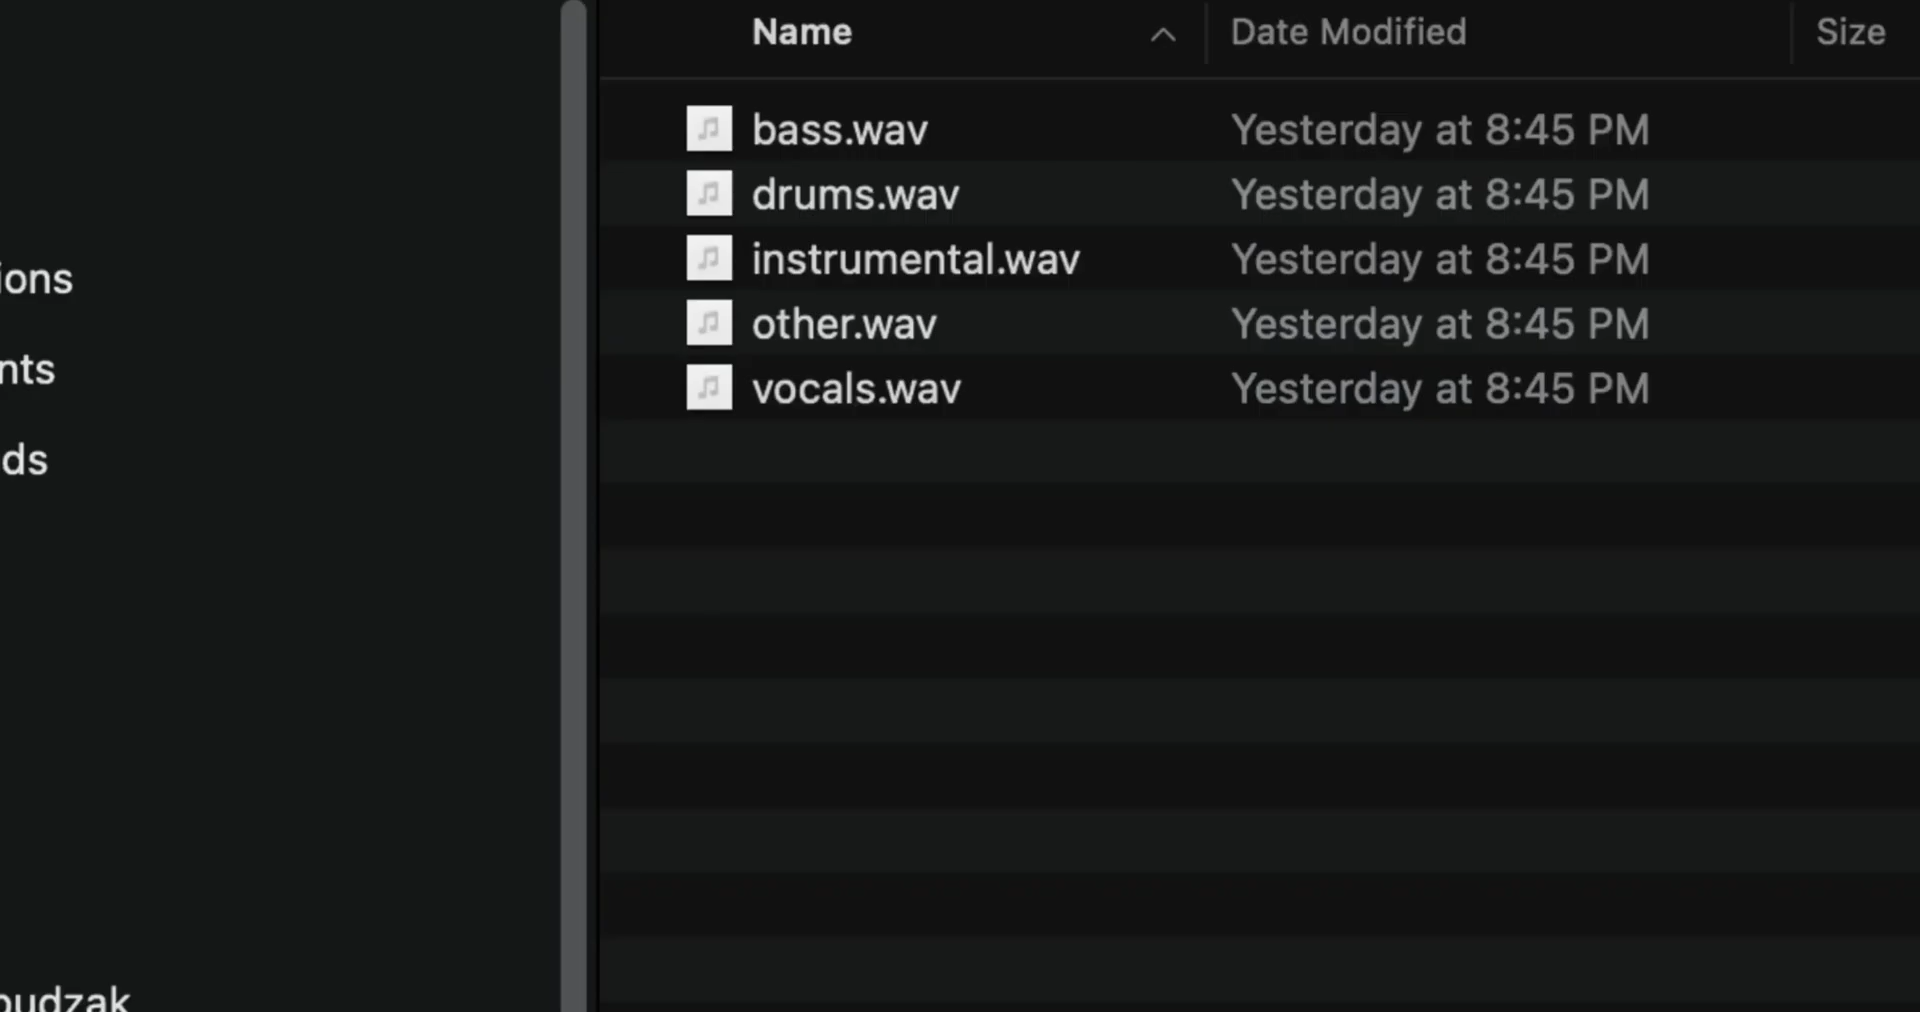 Name Date Modified Size
bass.wav Yesterday at 8:45 PM
drums.wav Yesterday at 8:45 PM
instrumental.wav Yesterday at 8:45 PM
other.wav Yesterday at 8:45 PM
vocals.wav Yesterday at 8:45 PM
ions
nts
ds
oudzak